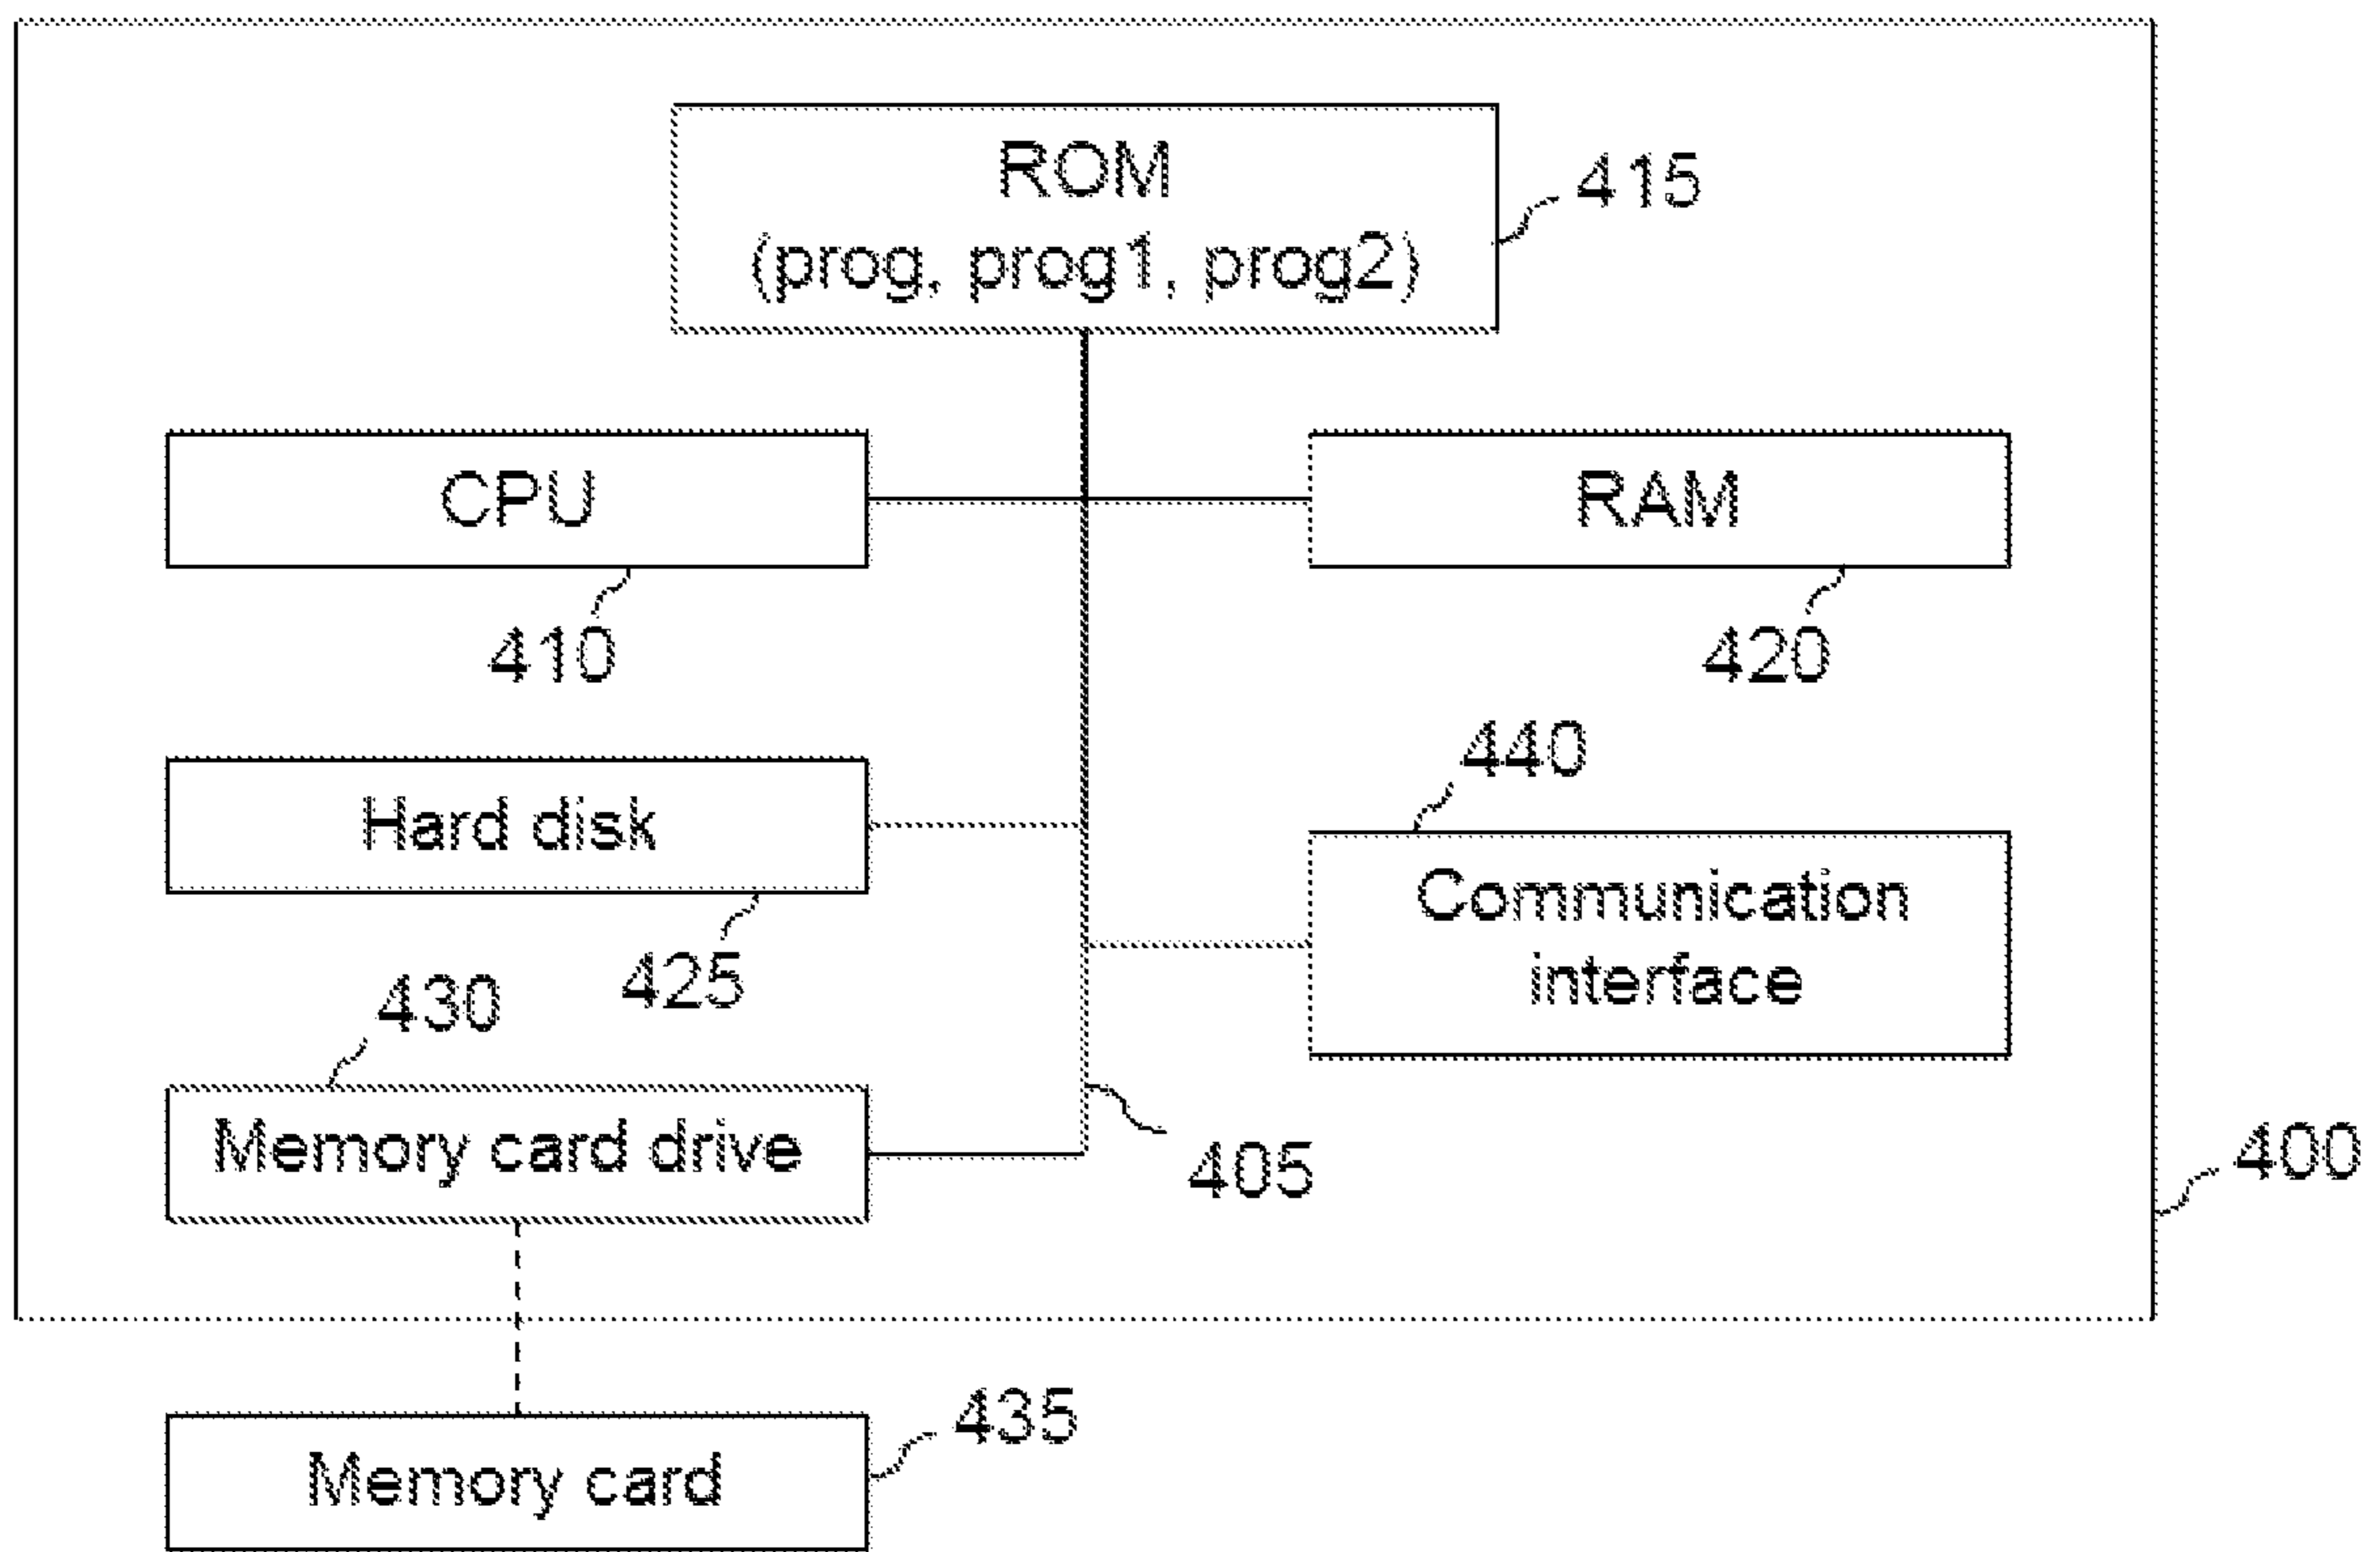 ROM
(prog, prog1, prog2)
415
CPU
RAM
410
420
440
Hard disk
Communication
interface
425
430
Memory card drive
405
400
435
Memory card